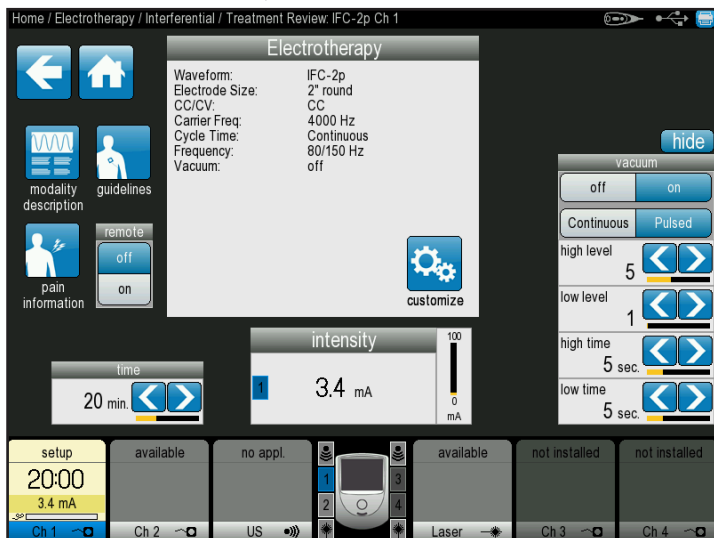 Home / Electrotherapy / Interferential / Treatment Review: IFC-2p Ch 1
Electrotherapy
Waveform: IFC-2p
Electrode Size: 2" round
CC/CV: CC
Carrier Freq: 4000 Hz
Cycle Time: Continuous
Frequency: 80/150 Hz
Vacuum: off
customize
modality
description
guidelines
pain
information
remote
off
on
hide
vacuum
off on
Continuous Pulsed
high level
5
low level
1
high time
5 sec.
low time
5 sec.
time
20 min.
intensity
1 3.4 mA
100
0
mA
setup
20:00
3.4 mA
Ch 1
available
Ch 2
no appl.
US
1
2
3
4
available
Laser
not installed
Ch 3
not installed
Ch 4